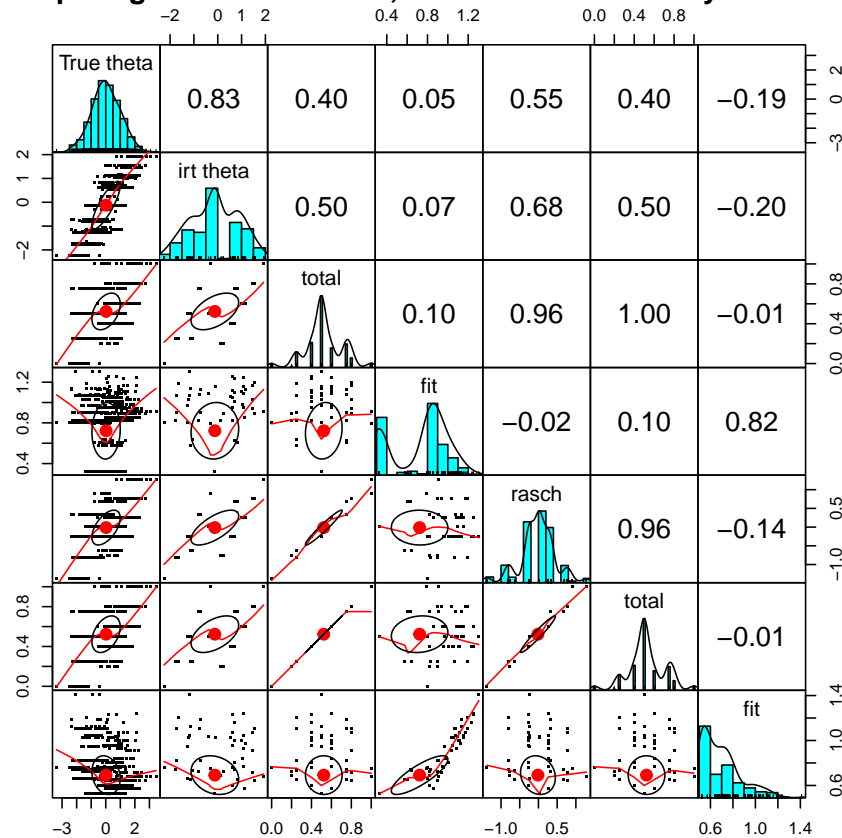 −2 0 1 2 0.4 0.8 1.2 0.0 0.4 0.8
True theta 0.83 0.40 0.05 0.55 0.40 −0.19
−3 0 2
irt theta 0.50 0.07 0.68 0.50 −0.20
−2 0 1 2
total 0.10 0.96 1.00 −0.01
0.0 0.4 0.8
fit −0.02 0.10 0.82
0.4 0.8 1.2
rasch 0.96 −0.14
−1.0 0.5
total −0.01
0.0 0.4 0.8
fit
0.6 1.0 1.4
−3 0 2 0.0 0.4 0.8 −1.0 0.5 0.6 1.0 1.4